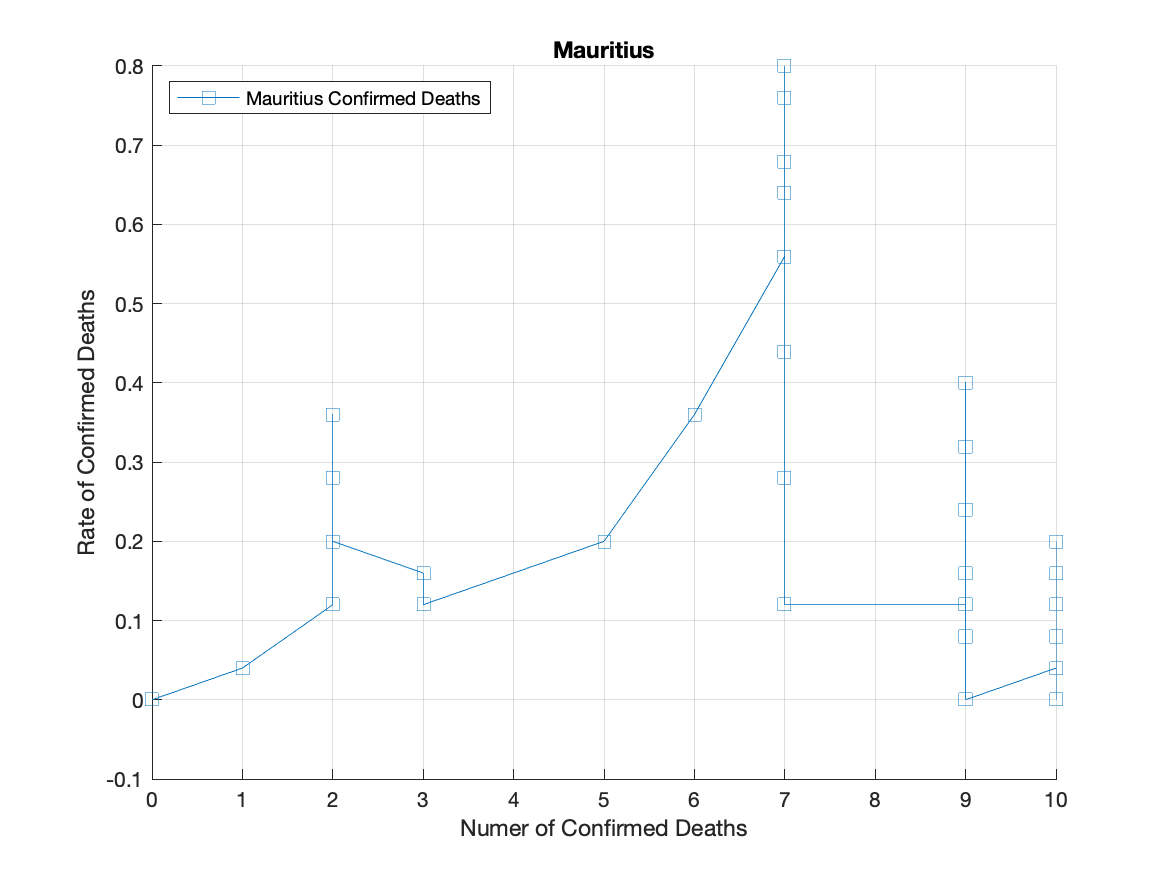 Mauritius
Mauritius Confirmed Deaths
Rate of Confirmed Deaths
0.8
0.7
0.6
0.5
0.4
0.3
0.2
0.1
0
-0.1
0 1 2 3 4 5 6 7 8 9 10
Numer of Confirmed Deaths